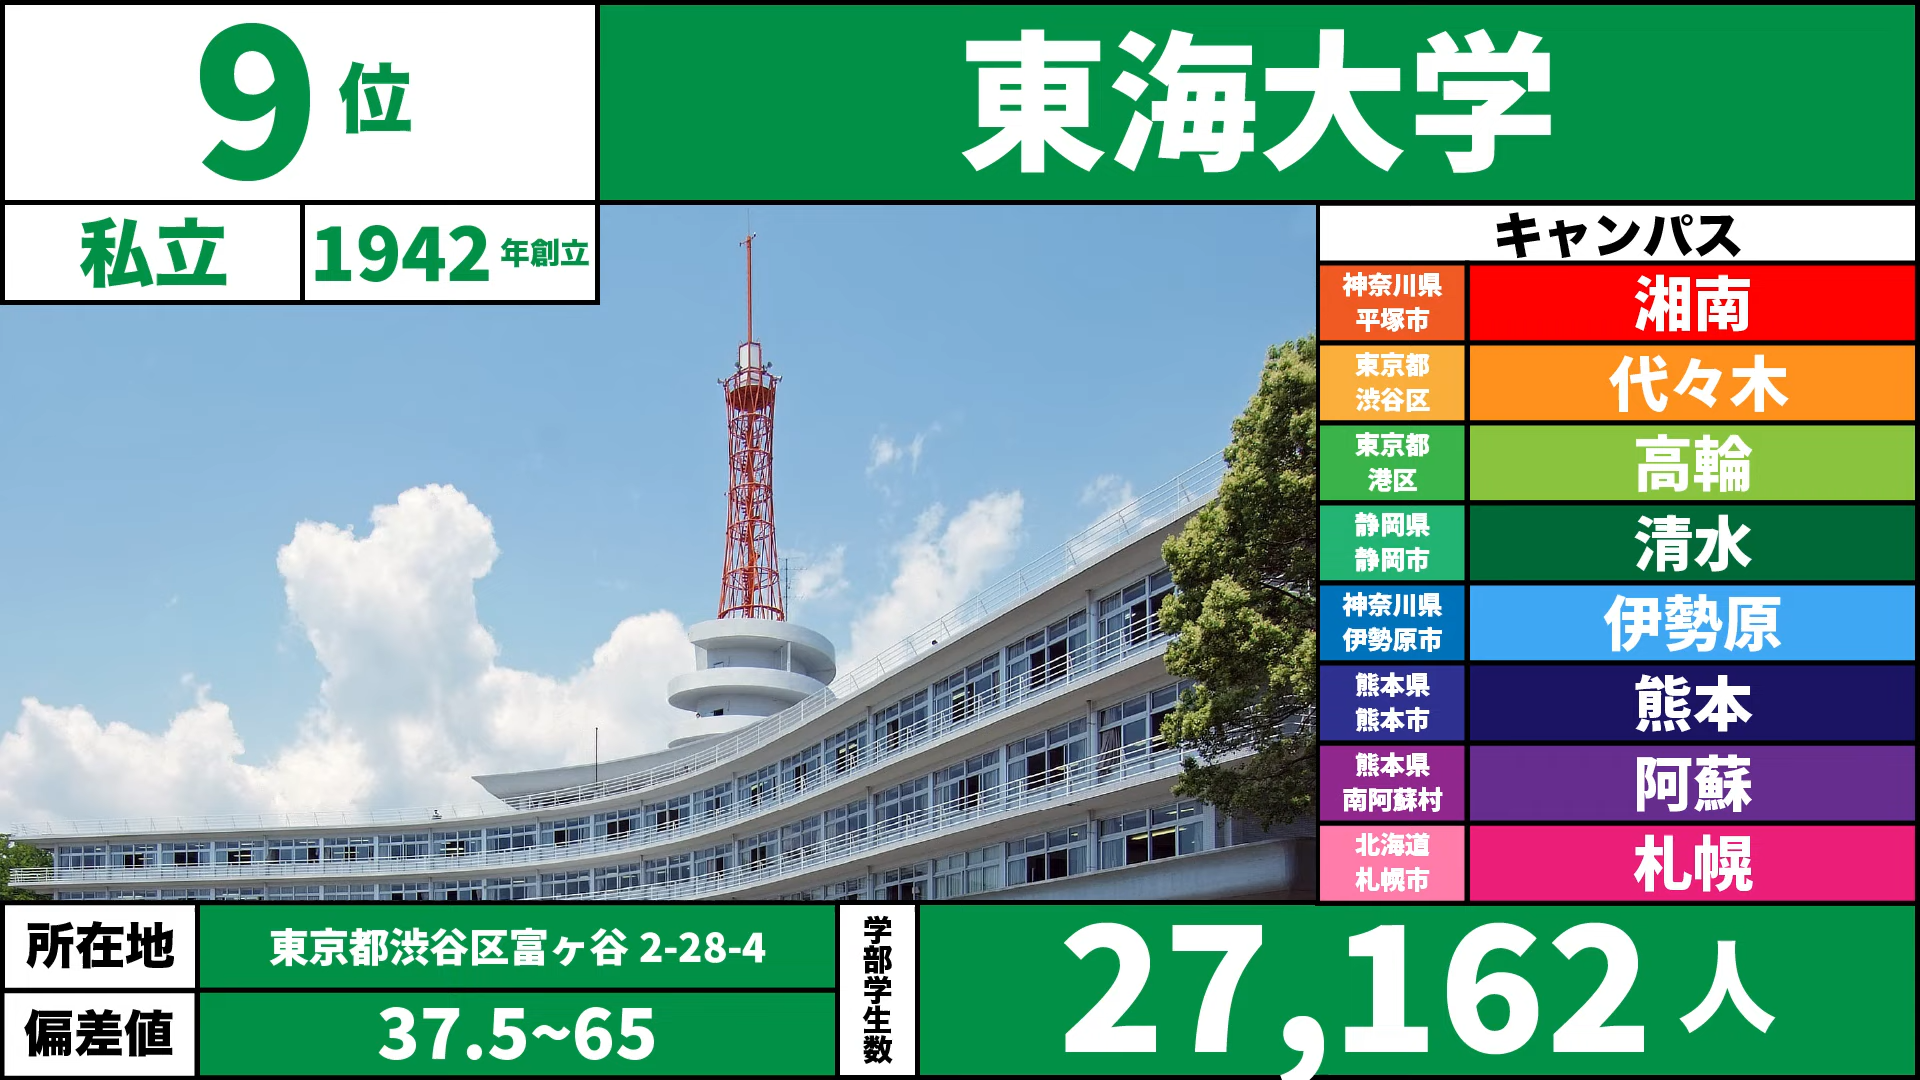 9位
東海大学
私立
1942年創立
キャンパス
神奈川県
平塚市
湘南
東京都
渋谷区
代々木
東京都
港区
高輪
静岡県
静岡市
清水
神奈川県
伊勢原市
伊勢原
熊本県
熊本市
熊本
熊本県
南阿蘇村
阿蘇
北海道
札幌市
札幌
所在地
東京都渋谷区富ヶ谷 2-28-4
偏差値
37.5~65
学部学生数
27,162人